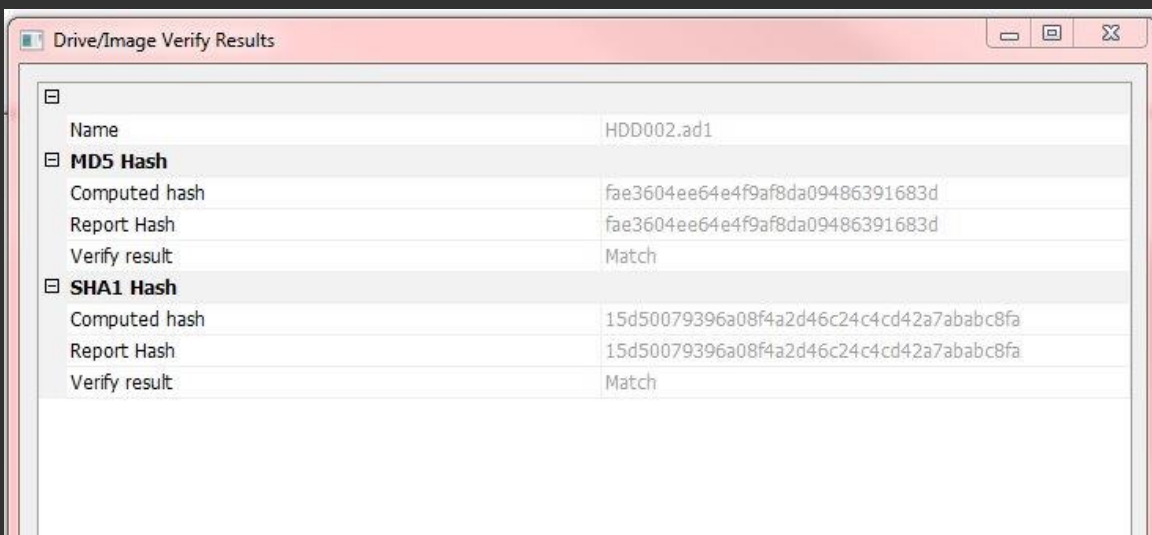 Drive/Image Verify Results
Name HDD002.ad1
MD5 Hash
Computed hash fae3604ee64e4f9af8da09486391683d
Report Hash fae3604ee64e4f9af8da09486391683d
Verify result Match
SHA1 Hash
Computed hash 15d50079396a08f4a2d46c24c4cd42a7ababc8fa
Report Hash 15d50079396a08f4a2d46c24c4cd42a7ababc8fa
Verify result Match